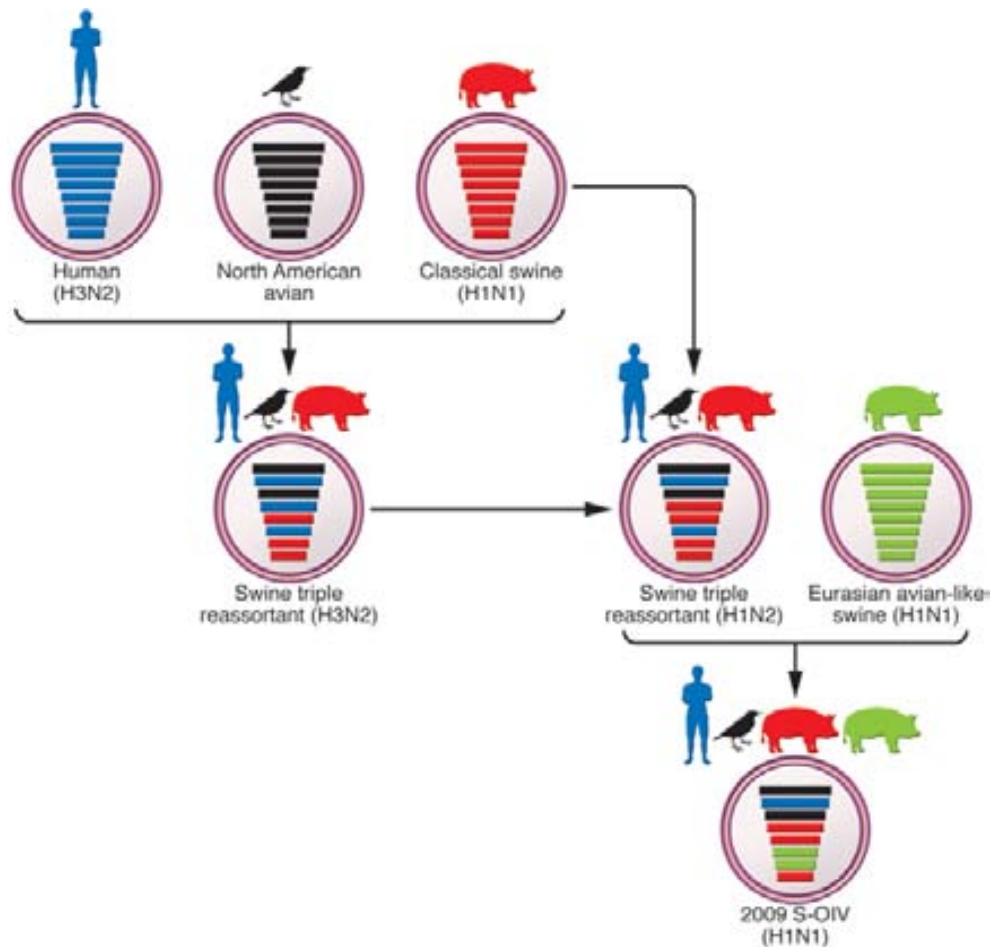 Human
(H3N2)
North American
avian
Classical swine
(H1N1)
Swine triple
reassortant (H3N2)
Swine triple
reassortant (H1N2)
Eurasian avian-like-
swine (H1N1)
2009 S-OIV
(H1N1)